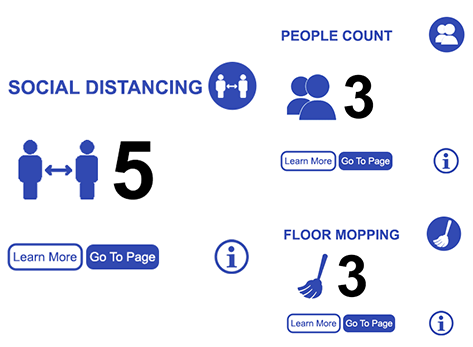 SOCIAL DISTANCING
5
Learn More Go To Page
i
PEOPLE COUNT
3
Learn More Go To Page
i
FLOOR MOPPING
3
Learn More Go To Page
i